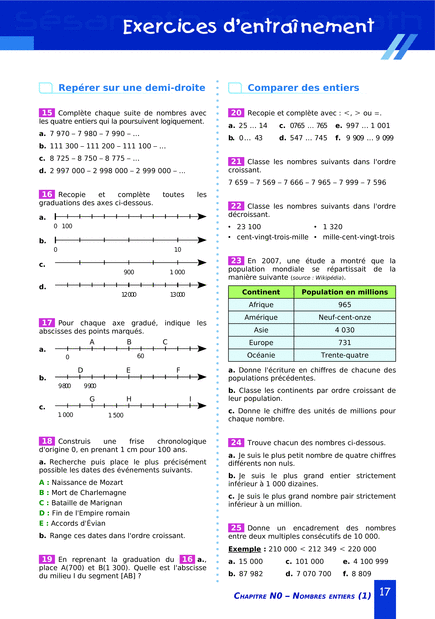 Exercices d'entraînement
Repérer sur une demi-droite
15 Complète chaque suite de nombres avec
les quatre entiers qui la poursuivent logiquement.
a. 7 970 – 7 980 – 7 990 – ...
b. 111 300 – 111 200 – 111 100 – ...
c. 8 725 – 8 750 – 8 775 – ...
d. 2 997 000 – 2 998 000 – 2 999 000 – ...
16 Recopie et complète toutes les
graduations des axes ci-dessous.
a.
0 100
b.
0 10
c.
900 1 000
d.
12000 13000
17 Pour chaque axe gradué, indique les
abscisses des points marqués.
A B C
a.
0 60
D E F
b.
9800 9900
G H I
c.
1 000 1 500
18 Construis une frise chronologique
d'origine 0, en prenant 1 cm pour 100 ans.
a. Recherche puis place le plus précisément
possible les dates des événements suivants.
A : Naissance de Mozart
B : Mort de Charlemagne
C : Bataille de Marignan
D : Fin de l'Empire romain
E : Accords d'Évian
b. Range ces dates dans l'ordre croissant.
19 En reprenant la graduation du 16 a.,
place A(700) et B(1 300). Quelle est l'abscisse
du milieu I du segment [AB] ?
Comparer des entiers
20 Recopie et complète avec : <, > ou =.
a. 25 ... 14 c. 0765 ... 765 e. 997 ... 1 001
b. 0 ... 43 d. 547 ... 745 f. 9 909 ... 9 099
21 Classe les nombres suivants dans l'ordre
croissant.
7 659 – 7 569 – 7 666 – 7 965 – 7 999 – 7 596
22 Classe les nombres suivants dans l'ordre
décroissant.
• 23 100 • 1 320
• cent-vingt-trois-mille • mille-cent-vingt-trois
23 En 2007, une étude a montré que la
population mondiale se répartissait de la
manière suivante (source : Wikipédia).
Continent Population en millions
Afrique 965
Amérique Neuf-cent-onze
Asie 4 030
Europe 731
Océanie Trente-quatre
a. Donne l'écriture en chiffres de chacune des
populations précédentes.
b. Classe les continents par ordre croissant de
leur population.
c. Donne le chiffre des unités de millions pour
chaque nombre.
24 Trouve chacun des nombres ci-dessous.
a. Je suis le plus petit nombre de quatre chiffres
différents non nuls.
b. Je suis le plus grand entier strictement
inférieur à 1 000 dizaines.
c. Je suis le plus grand nombre pair strictement
inférieur à un million.
25 Donne un encadrement des nombres
entre deux multiples consécutifs de 10 000.
Exemple : 210 000 < 212 349 < 220 000
a. 15 000 c. 101 000 e. 4 100 999
b. 87 982 d. 7 070 700 f. 8 809
CHAPITRE N0 – NOMBRES ENTIERS (1) 17